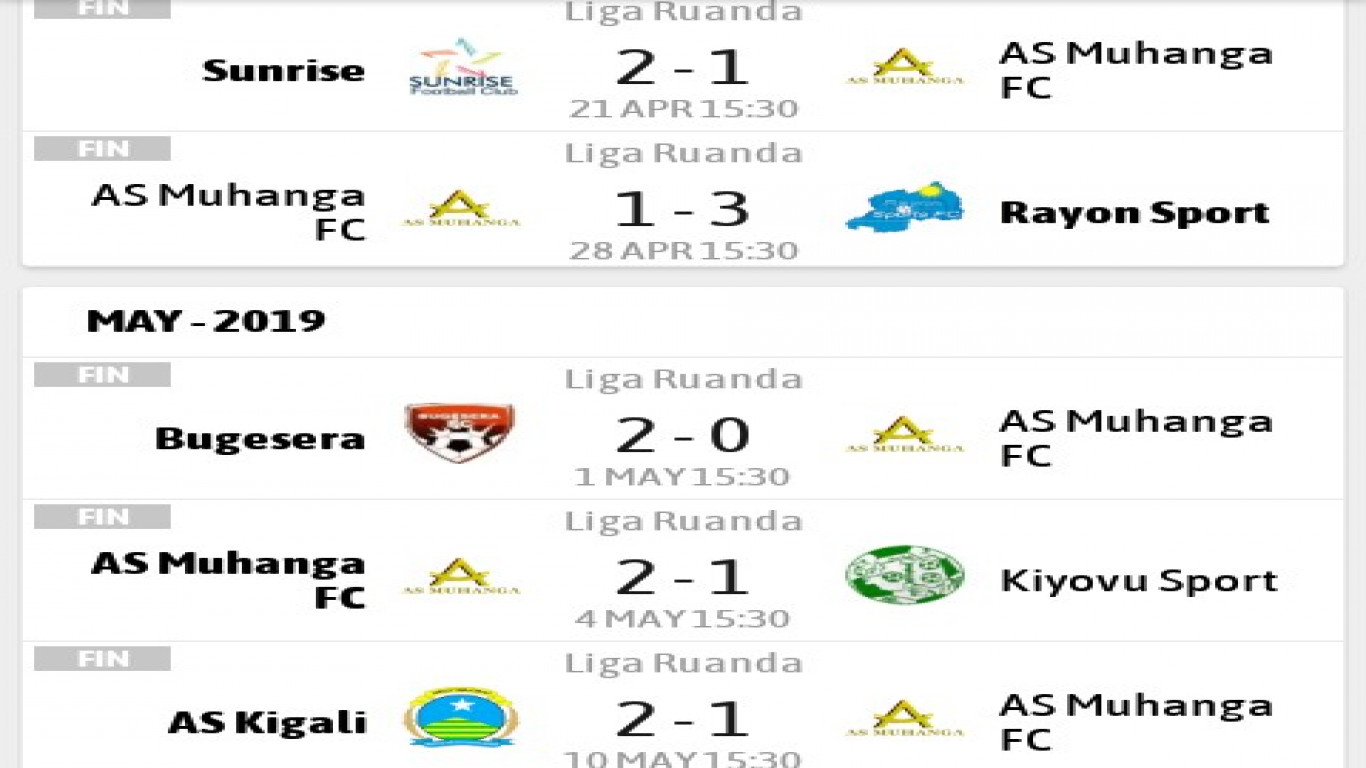 FIN
Liga Ruanda
Sunrise
SUNRISE
Football Club
2 - 1
AS MUHANGA
AS Muhanga
FC
21 APR 15:30
FIN
Liga Ruanda
AS Muhanga
FC
AS MUHANGA
1 - 3
Rayon Sport
28 APR 15:30
MAY - 2019
FIN
Liga Ruanda
Bugesera
BUGESERA
2 - 0
AS MUHANGA
AS Muhanga
FC
1 MAY 15:30
FIN
Liga Ruanda
AS Muhanga
FC
AS MUHANGA
2 - 1
Kiyovu Sport
4 MAY 15:30
FIN
Liga Ruanda
AS Kigali
2 - 1
AS MUHANGA
AS Muhanga
FC
10 MAY 15:30